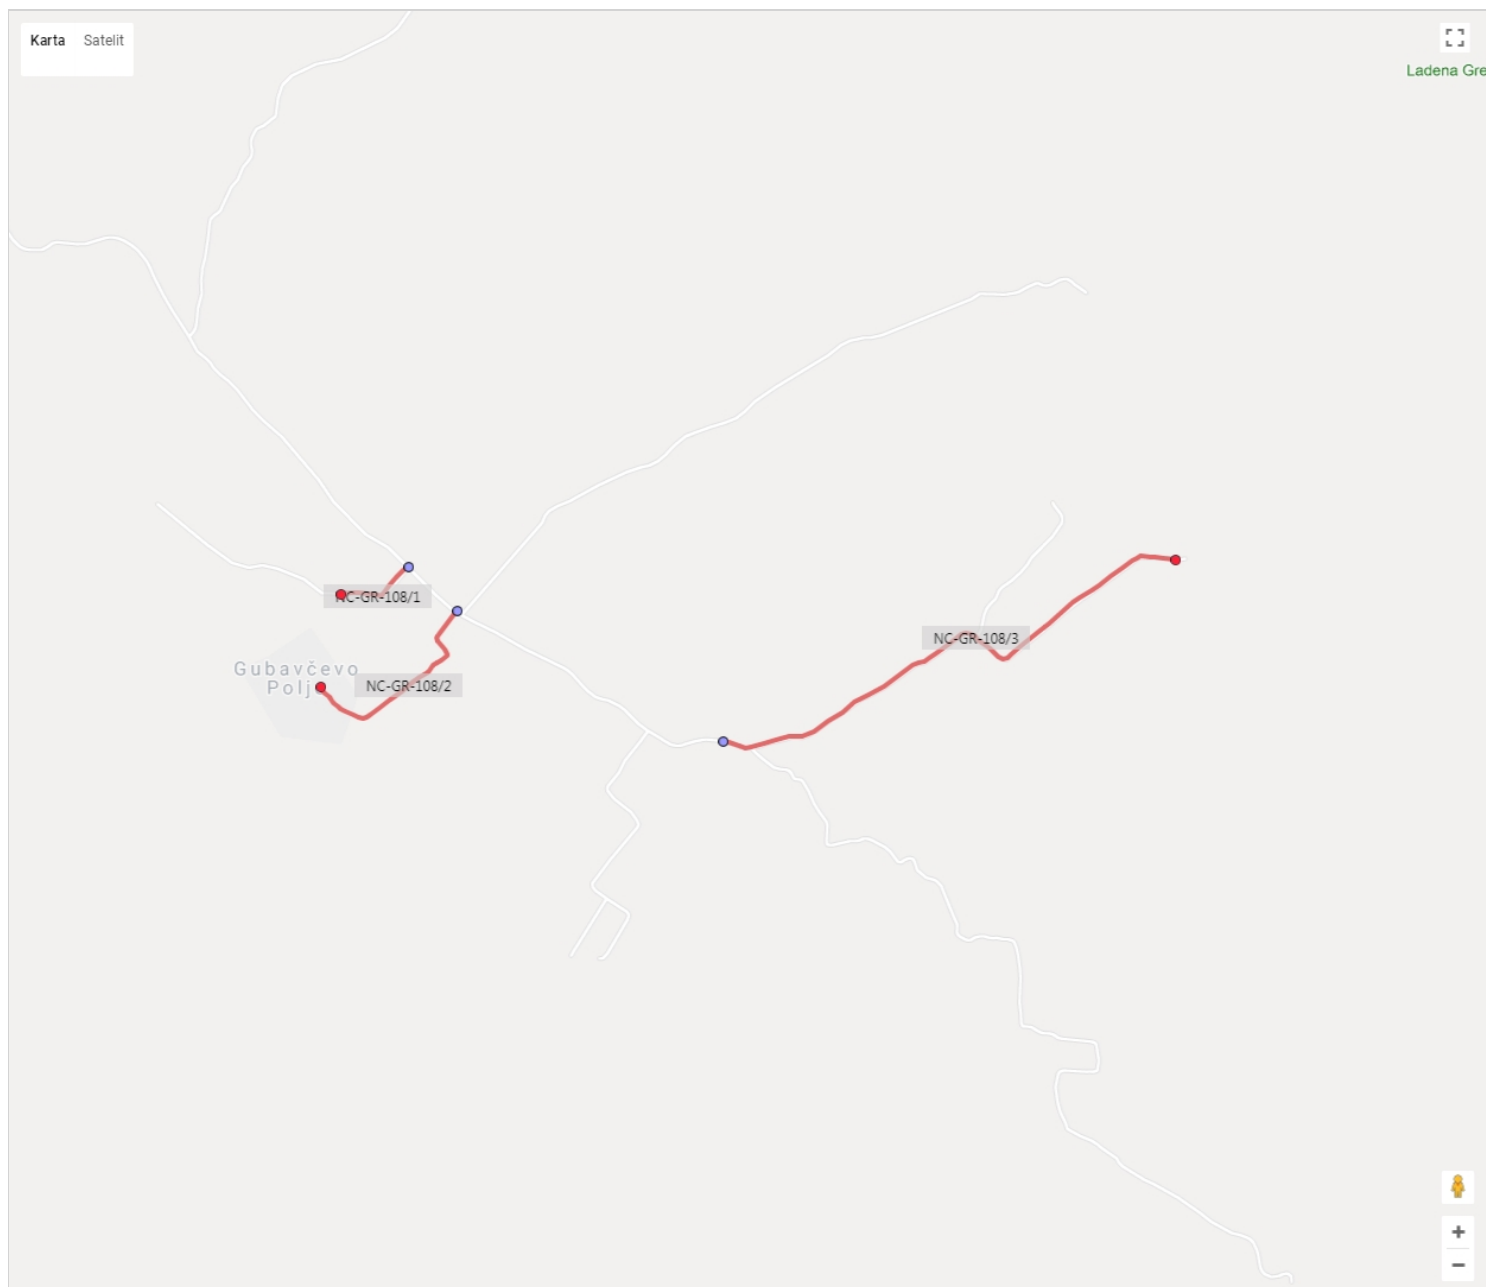 Karta Satelit
Ladena Gre
NC-GR-108/1
NC-GR-108/3
Gubavčevo
Polj
NC-GR-108/2